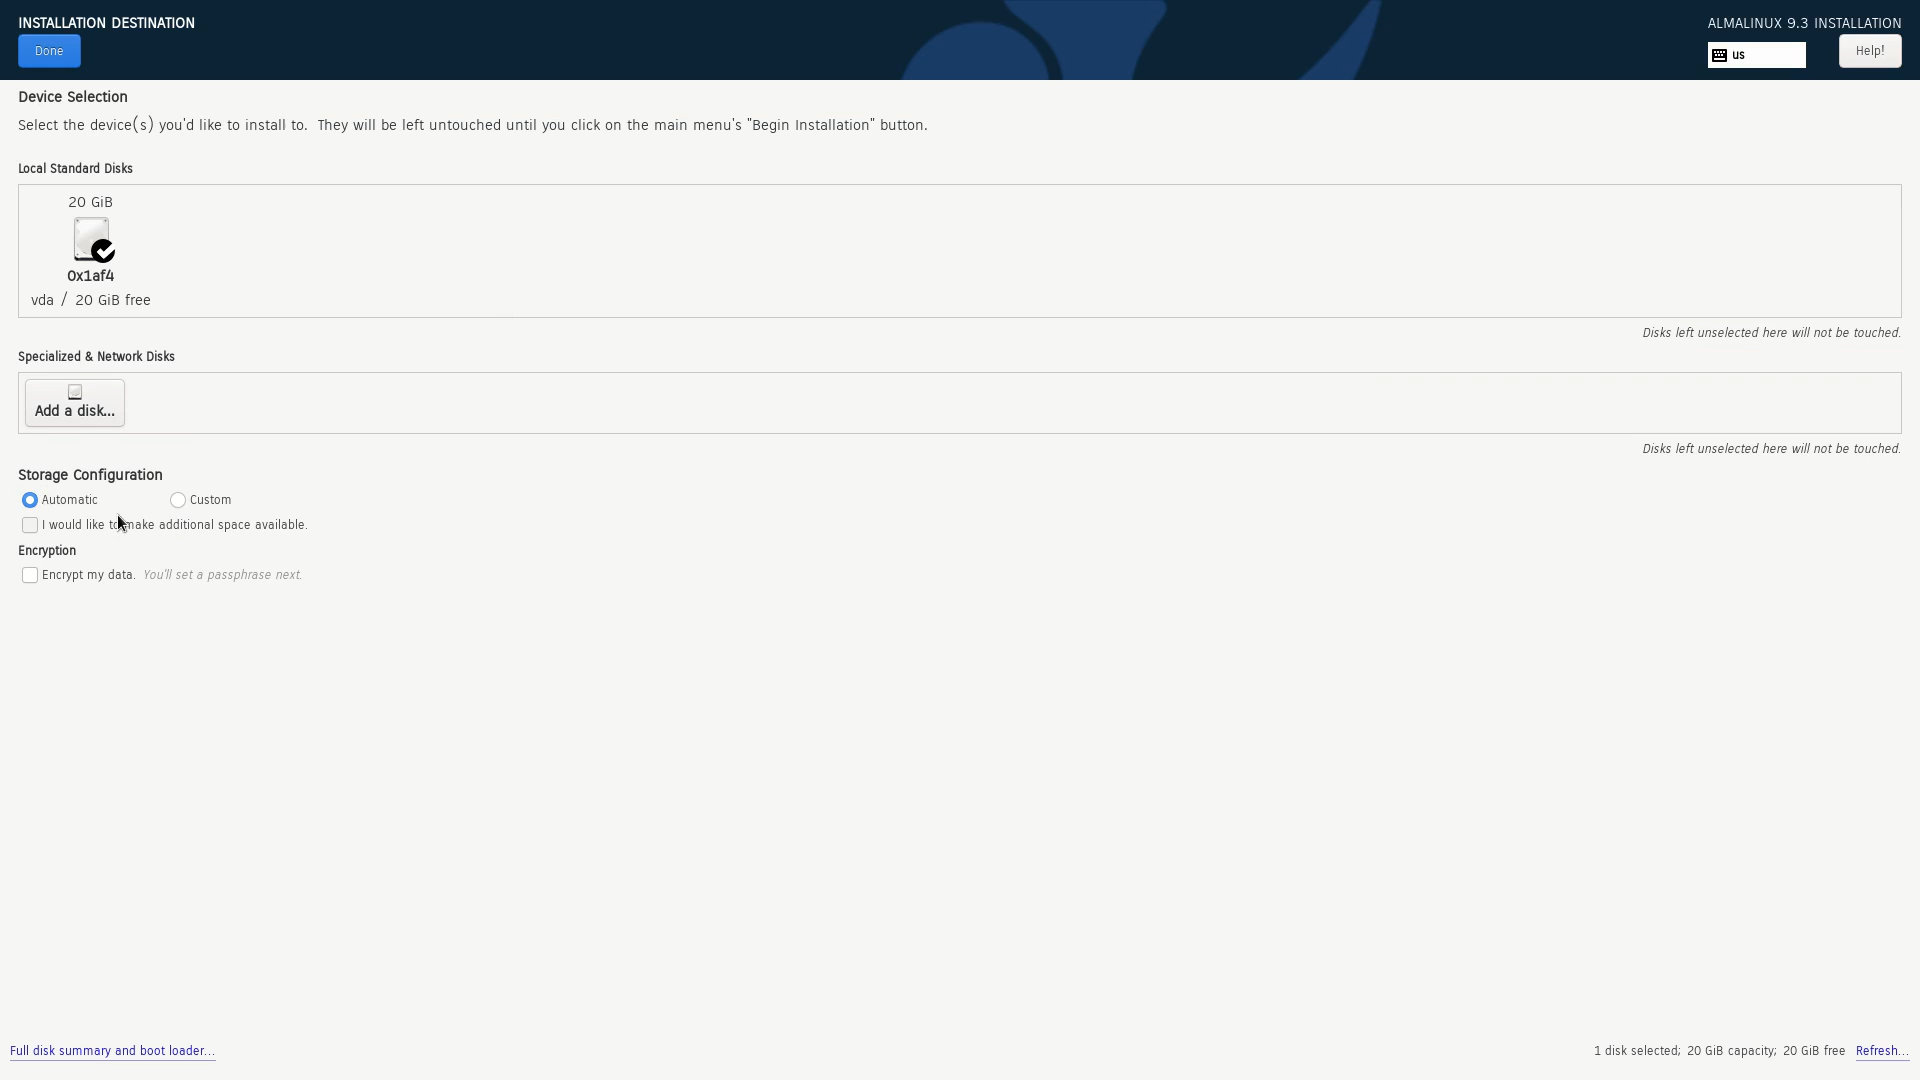 INSTALLATION DESTINATION
ALMALINUX 9.3 INSTALLATION
Done
us
Help!
Device Selection
Select the device(s) you'd like to install to.  They will be left untouched until you click on the main menu's "Begin Installation" button.
Local Standard Disks
20 GiB
0x1af4
vda / 20 GiB free
Disks left unselected here will not be touched.
Specialized & Network Disks
Add a disk...
Disks left unselected here will not be touched.
Storage Configuration
Automatic
Custom
I would like to make additional space available.
Encryption
Encrypt my data. You'll set a passphrase next.
Full disk summary and boot loader...
1 disk selected; 20 GiB capacity; 20 GiB free Refresh...